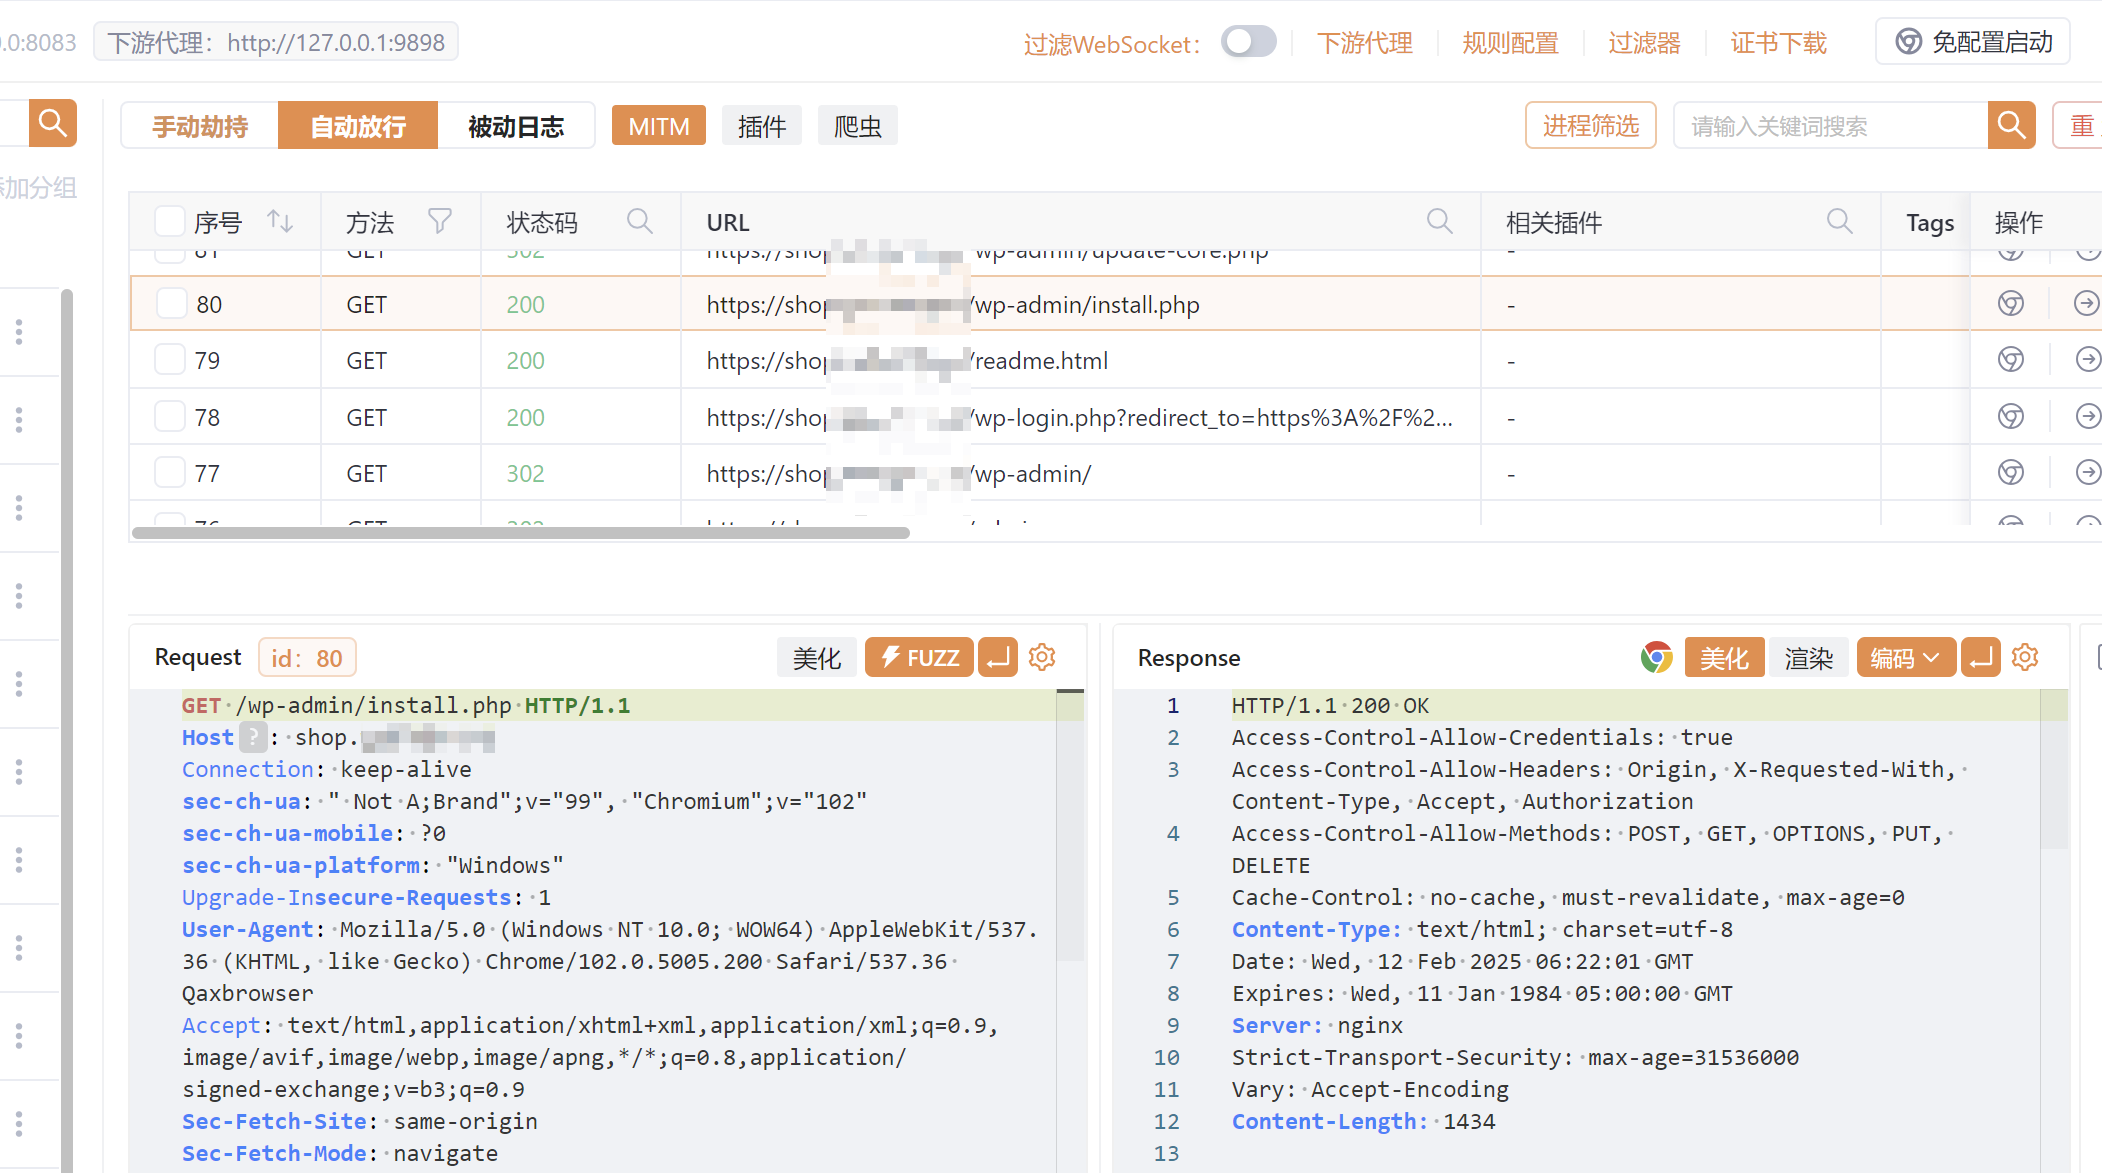 .0:8083 下游代理：http://127.0.0.1:9898 过滤WebSocket： 下游代理 规则配置 过滤器 证书下载 免配置启动
手动劫持 自动放行 被动日志 MITM 插件 爬虫 进程筛选 请输入关键词搜索 重
添加分组
序号 方法 状态码 URL 相关插件 Tags 操作
81 GET 302 https://shop /wp-admin/update-core.php -
80 GET 200 https://shop /wp-admin/install.php -
79 GET 200 https://shop /readme.html -
78 GET 200 https://shop /wp-login.php?redirect_to=https%3A%2F%2... -
77 GET 302 https://shop /wp-admin/ -
76 GET 302
Request id：80 美化 FUZZ
GET /wp-admin/install.php HTTP/1.1
Host ? : shop.
Connection: keep-alive
sec-ch-ua: " Not A;Brand";v="99", "Chromium";v="102"
sec-ch-ua-mobile: ?0
sec-ch-ua-platform: "Windows"
Upgrade-Insecure-Requests: 1
User-Agent: Mozilla/5.0 (Windows NT 10.0; WOW64) AppleWebKit/537.
36 (KHTML, like Gecko) Chrome/102.0.5005.200 Safari/537.36
Qaxbrowser
Accept: text/html,application/xhtml+xml,application/xml;q=0.9,
image/avif,image/webp,image/apng,*/*;q=0.8,application/
signed-exchange;v=b3;q=0.9
Sec-Fetch-Site: same-origin
Sec-Fetch-Mode: navigate
Response 美化 渲染 编码
1 HTTP/1.1 200 OK
2 Access-Control-Allow-Credentials: true
3 Access-Control-Allow-Headers: Origin, X-Requested-With,
Content-Type, Accept, Authorization
4 Access-Control-Allow-Methods: POST, GET, OPTIONS, PUT,
DELETE
5 Cache-Control: no-cache, must-revalidate, max-age=0
6 Content-Type: text/html; charset=utf-8
7 Date: Wed, 12 Feb 2025 06:22:01 GMT
8 Expires: Wed, 11 Jan 1984 05:00:00 GMT
9 Server: nginx
10 Strict-Transport-Security: max-age=31536000
11 Vary: Accept-Encoding
12 Content-Length: 1434
13